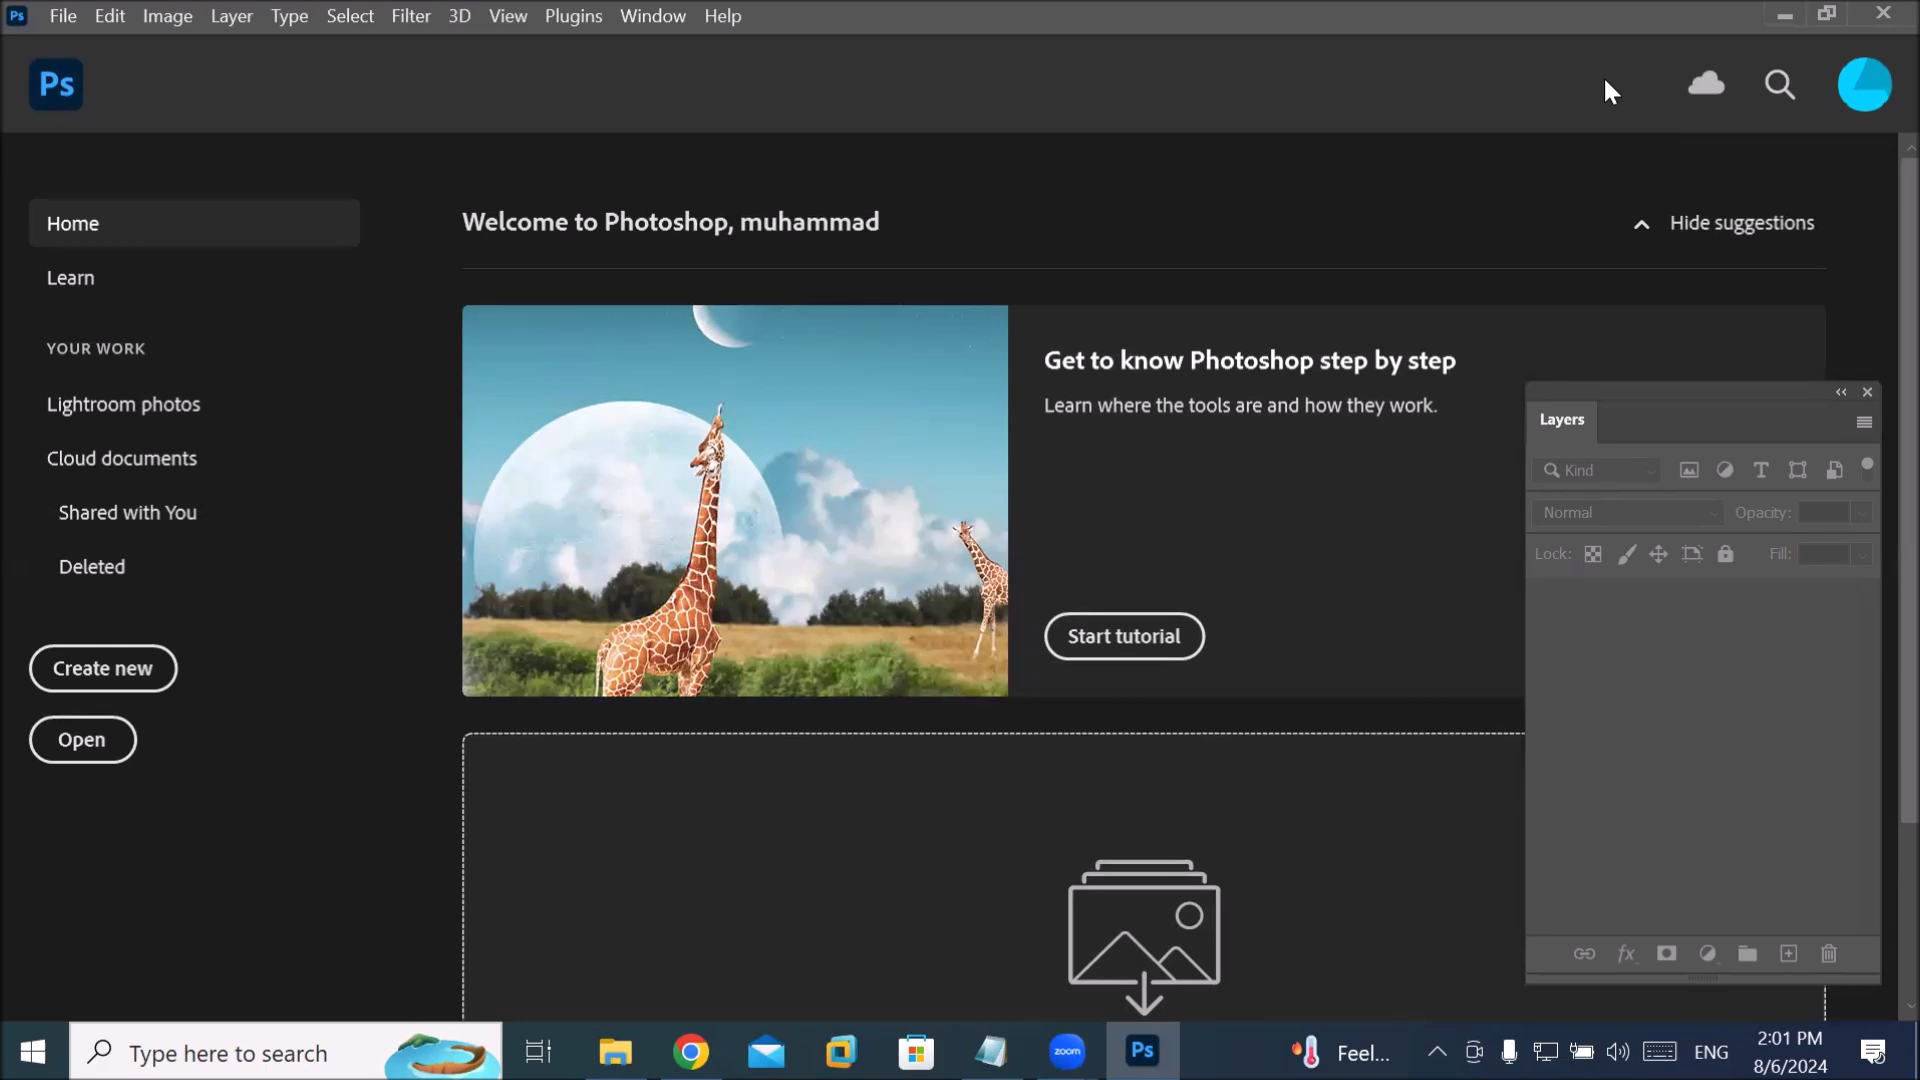 Ps File Edit Image Layer Type Select Filter 3D View Plugins Window Help
Ps
Home
Learn
YOUR WORK
Lightroom photos
Cloud documents
Shared with You
Deleted
Create new
Open
Welcome to Photoshop, muhammad
Hide suggestions
Get to know Photoshop step by step
Learn where the tools are and how they work.
Start tutorial
Layers
Kind
Normal Opacity:
Lock: Fill:
fx
Type here to search
zoom
Ps
Feel...
ENG
2:01 PM
8/6/2024